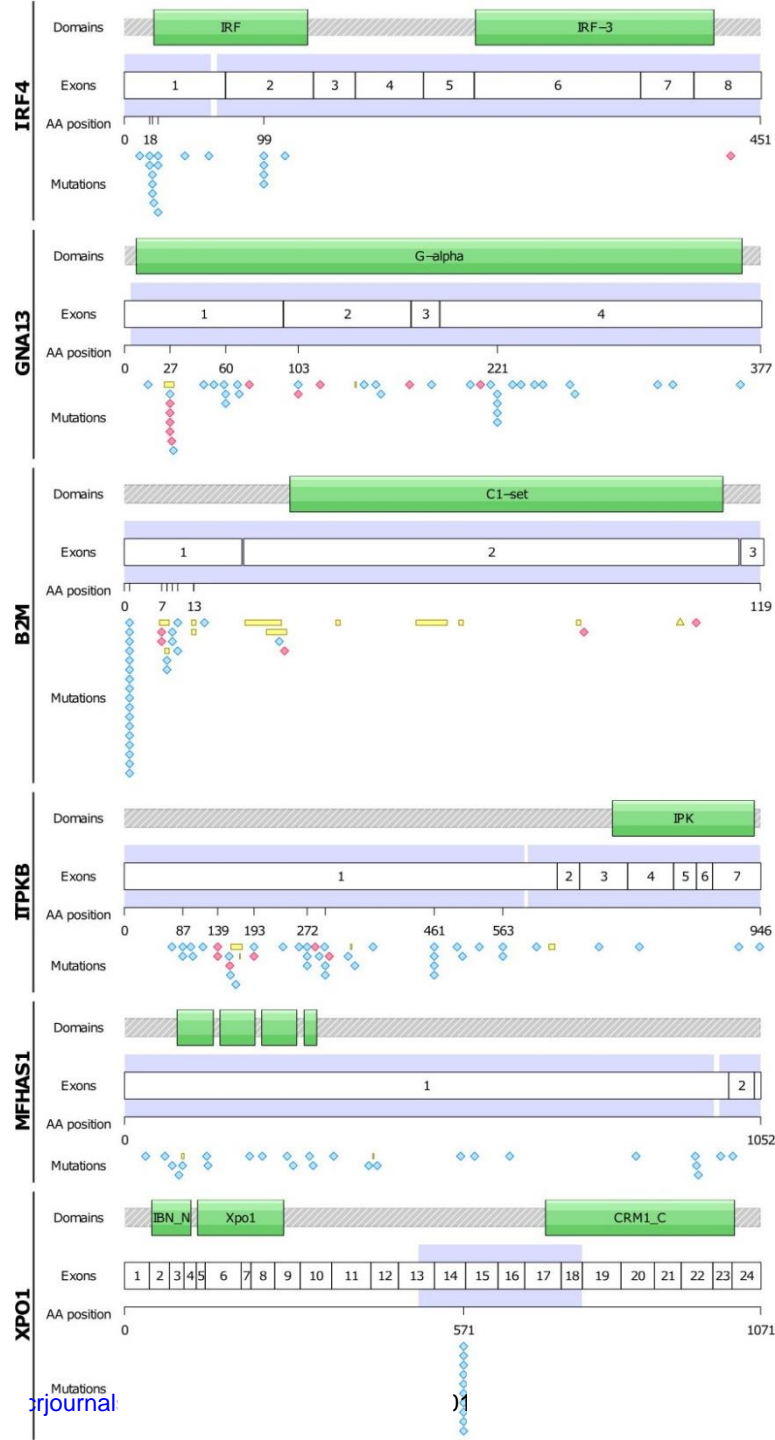 IRF4
Domains IRF IRF-3
Exons 1 2 3 4 5 6 7 8
AA position
0 18 99 451
Mutations
GNA13
Domains G-alpha
Exons 1 2 3 4
AA position
0 27 60 103 221 377
Mutations
B2M
Domains C1-set
Exons 1 2 3
AA position
0 7 13 119
Mutations
ITPKB
Domains IPK
Exons 1 2 3 4 5 6 7
AA position
0 87 139 193 272 461 563 946
Mutations
MFHAS1
Domains
Exons 1 2
AA position
0 1052
Mutations
XPO1
Domains IBN_N Xpo1 CRM1_C
Exons 1 2 3 4 5 6 7 8 9 10 11 12 13 14 15 16 17 18 19 20 21 22 23 24
AA position
0 571 1071
Mutations